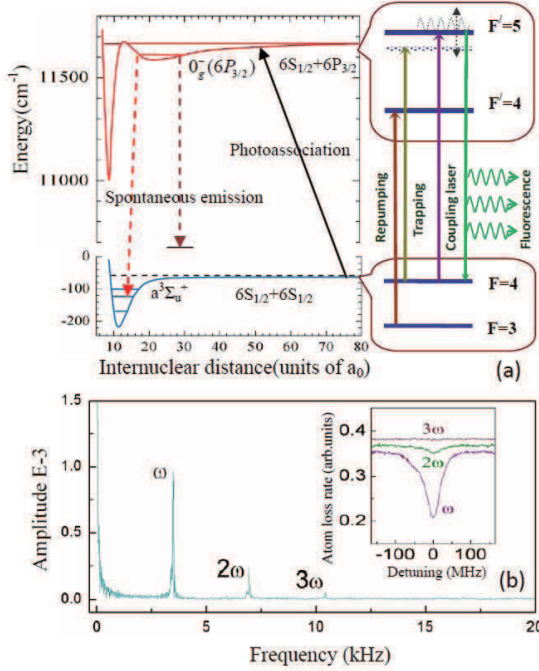 Energy(cm⁻¹)
11500
11000
0
-100
-200
0g⁻(6P3/2)
6S1/2+6P3/2
Photoassociation
Spontaneous emission
a³Σu⁺
6S1/2+6S1/2
10 20 30 40 50 60 70 80
Internuclear distance(units of a₀)
F′=5
F′=4
Repumping
Trapping
Coupling laser
Fluorescence
F=4
F=3
(a)
Amplitude E-3
1.5
1.0
0.5
0.0
ω
2ω
3ω
0 5 10 15 20
Frequency (kHz)
Atom loss rate (arb.units)
0.4
0.3
0.2
3ω
2ω
ω
-100 0 100
Detuning (MHz)
(b)